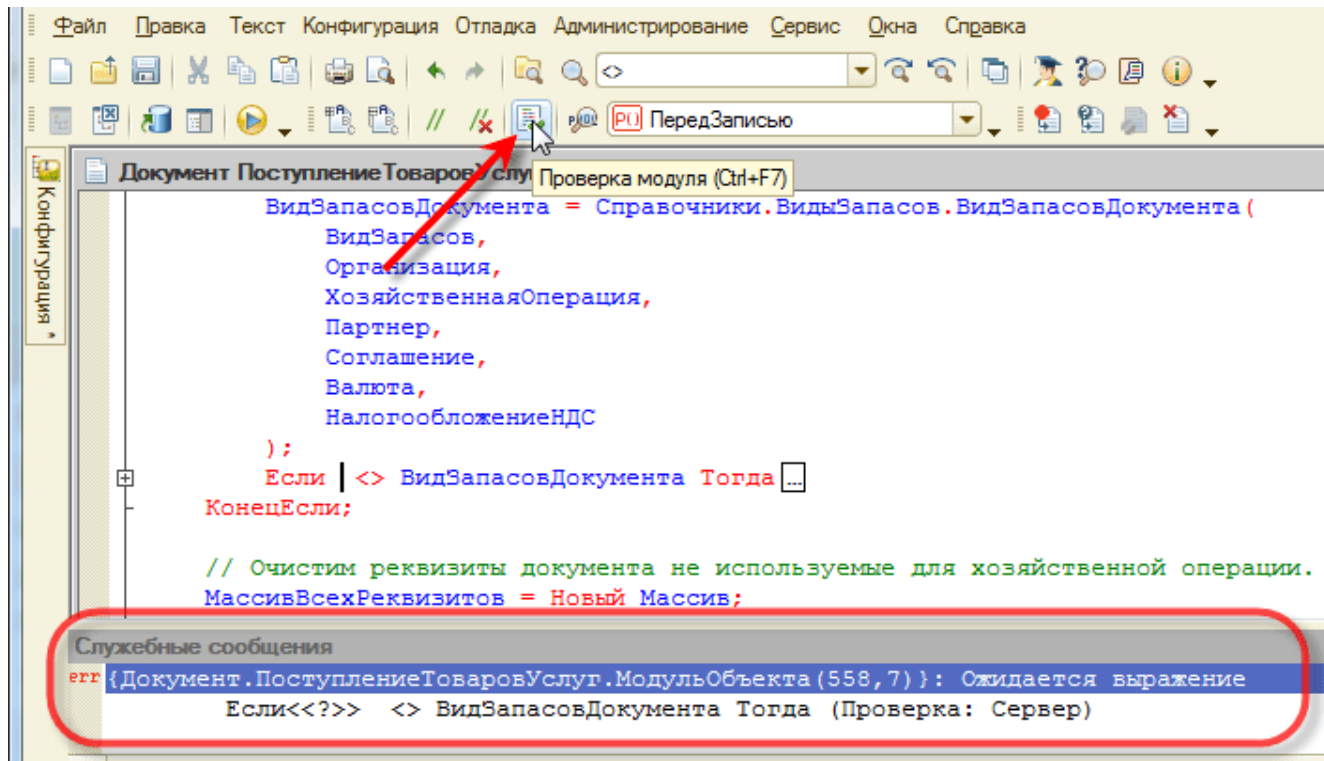 Файл Правка Текст Конфигурация Отладка Администрирование Сервис Окна Справка
<>
// // P() ПередЗаписью
Документ ПоступлениеТоваровУслу
Проверка модуля (Ctrl+F7)
Конфигурация *
ВидЗапасовДокумента = Справочники.ВидыЗапасов.ВидЗапасовДокумента(
ВидЗапасов,
Организация,
ХозяйственнаяОперация,
Партнер,
Соглашение,
Валюта,
НалогообложениеНДС
);
Если <> ВидЗапасовДокумента Тогда...
КонецЕсли;
// Очистим реквизиты документа не используемые для хозяйственной операции.
МассивВсехРеквизитов = Новый Массив;
Служебные сообщения
err {Документ.ПоступлениеТоваровУслуг.МодульОбъекта(558,7)}: Ожидается выражение
Если<<?>> <> ВидЗапасовДокумента Тогда (Проверка: Сервер)